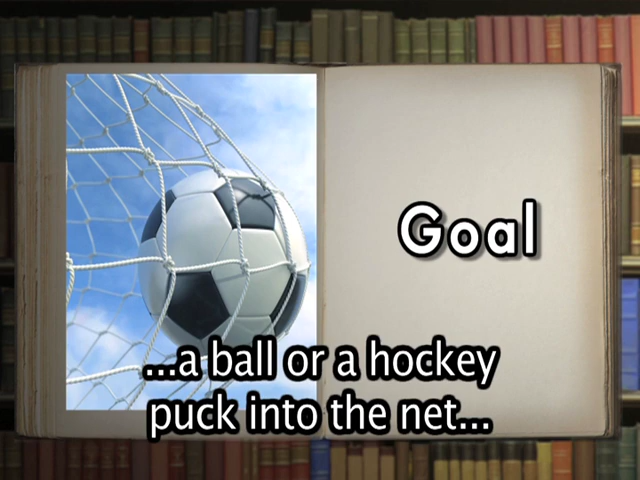 Goal
...a ball or a hockey
puck into the net...